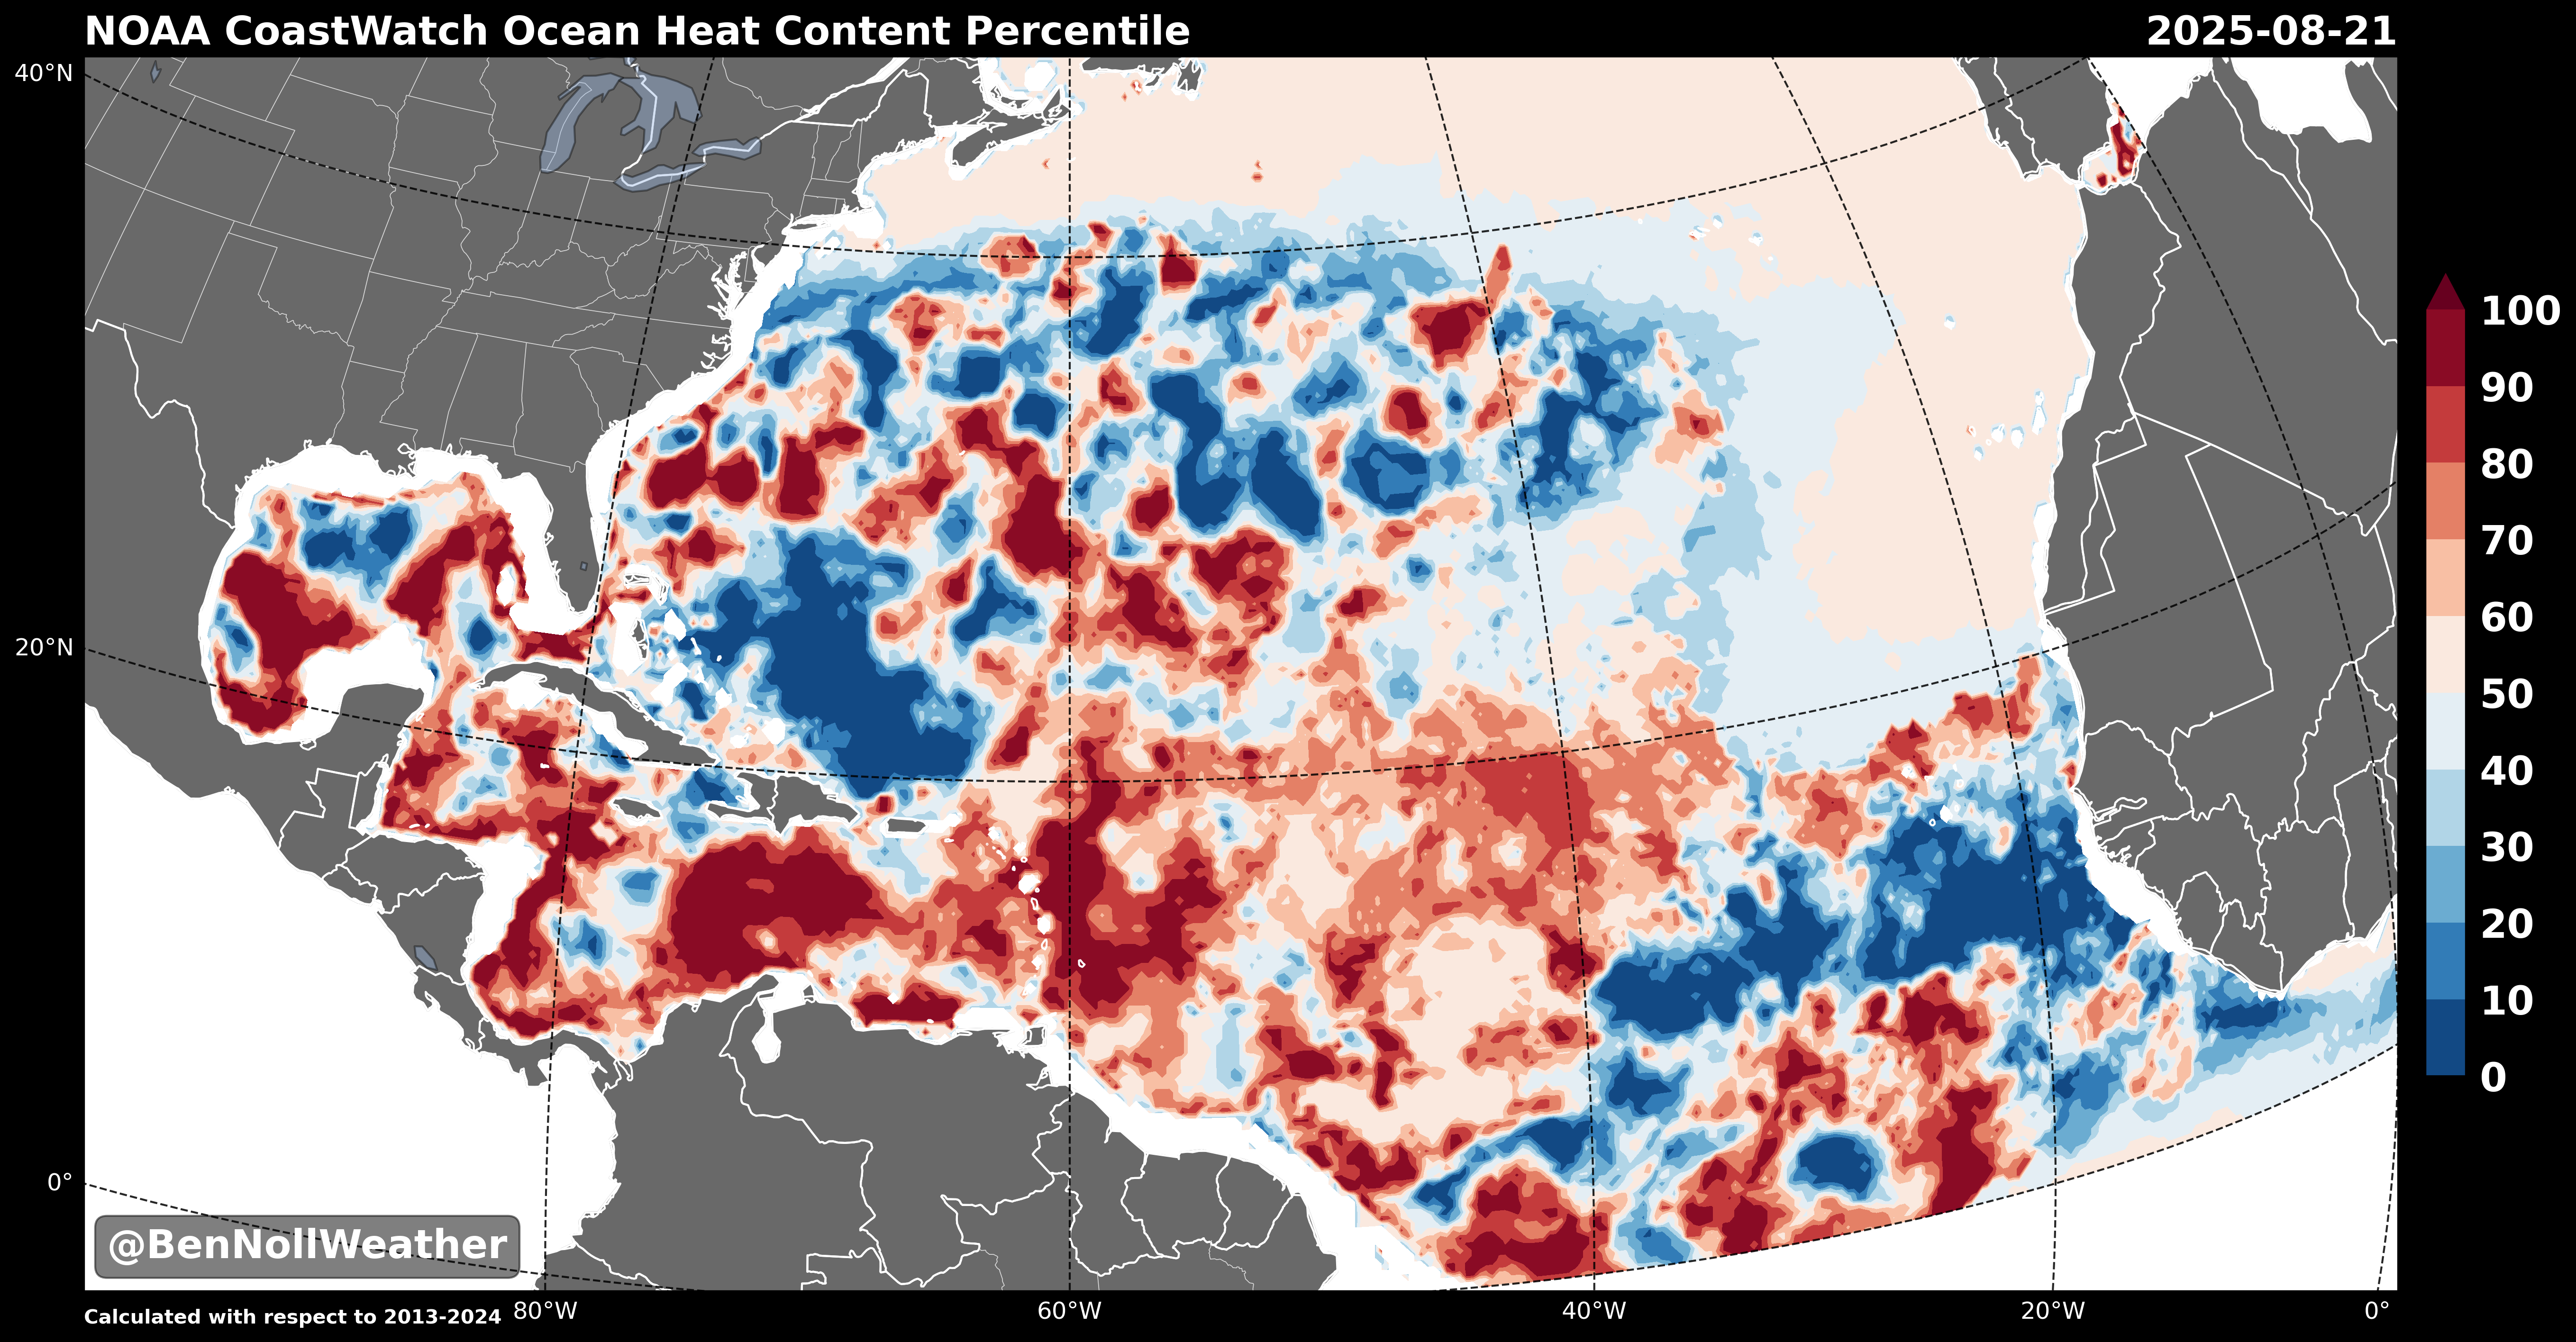 NOAA CoastWatch Ocean Heat Content Percentile
2025-08-21
40°N
20°N
0°
100
90
80
70
60
50
40
30
20
10
0
@BenNollWeather
Calculated with respect to 2013-2024
80°W
60°W
40°W
20°W
0°